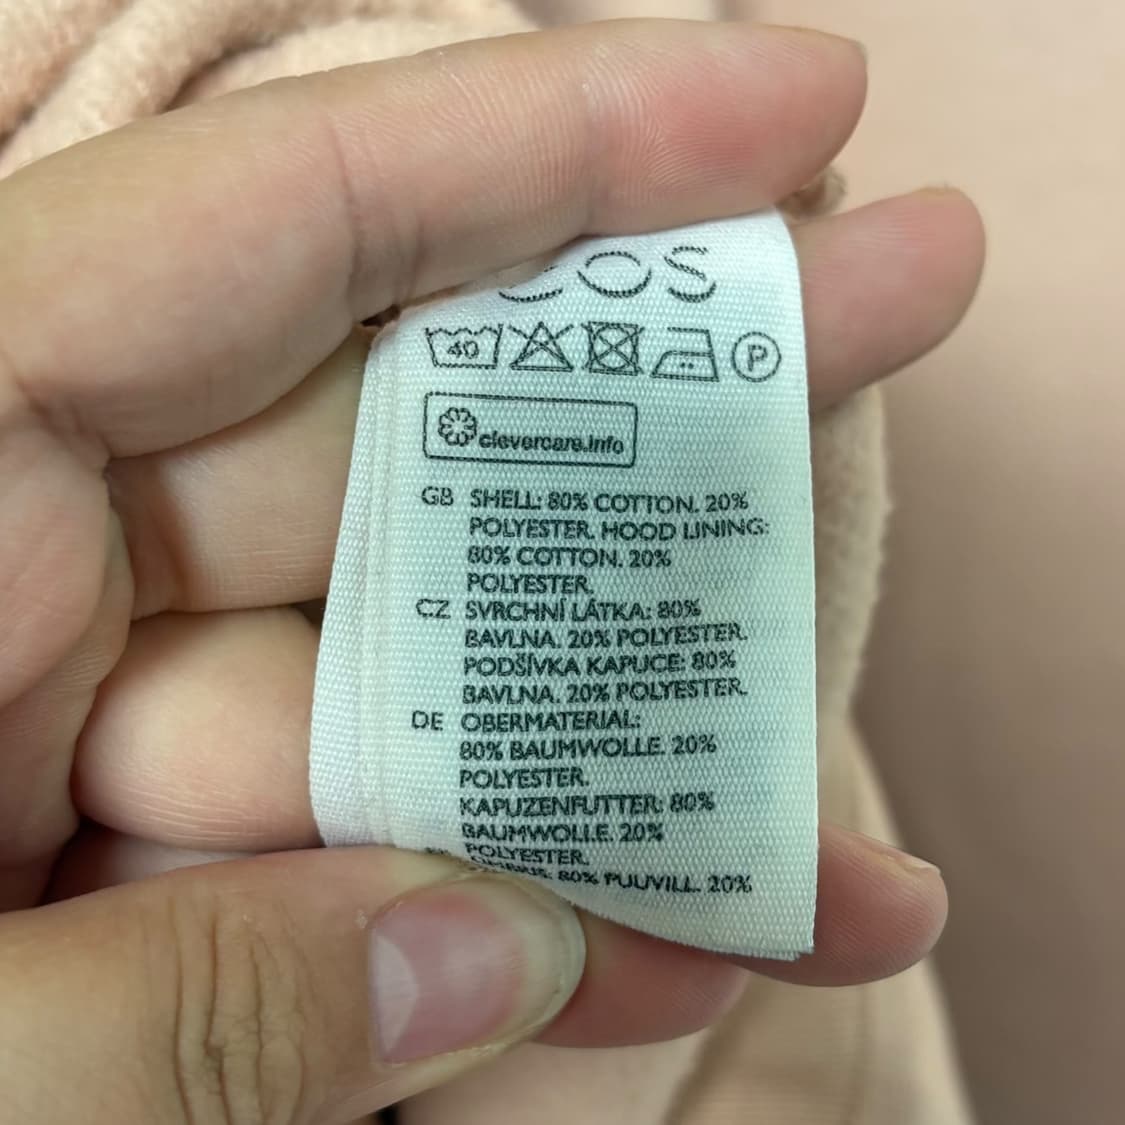 COS
40
P
clevercare.info
GB SHELL: 80% COTTON. 20%
POLYESTER. HOOD LINING:
80% COTTON. 20%
POLYESTER.
CZ SVRCHNÍ LÁTKA: 80%
BAVLNA. 20% POLYESTER.
PODŠÍVKA KAPUCE: 80%
BAVLNA. 20% POLYESTER.
DE OBERMATERIAL:
80% BAUMWOLLE. 20%
POLYESTER.
KAPUZENFUTTER: 80%
BAUMWOLLE. 20%
POLYESTER.
80% PUUVILL. 20%